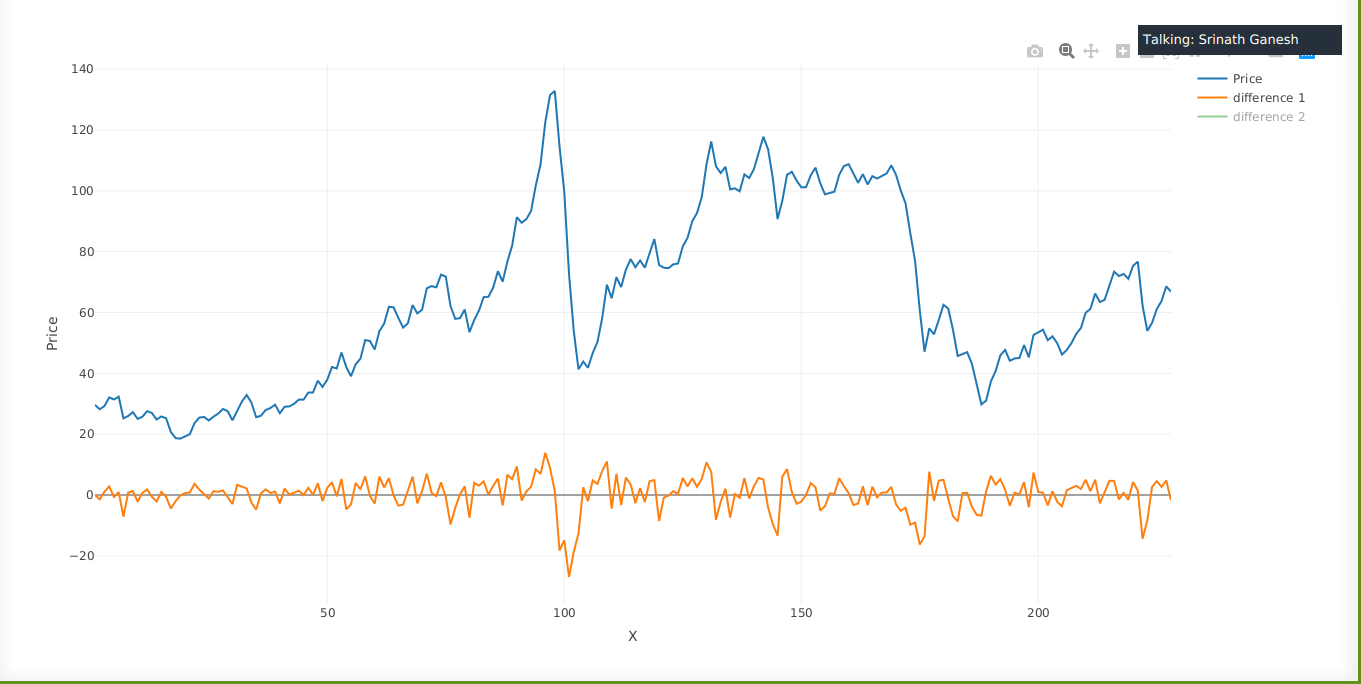 Talking: Srinath Ganesh
Price
difference 1
difference 2
140
120
100
80
60
40
20
0
−20
Price
50
100
150
200
X